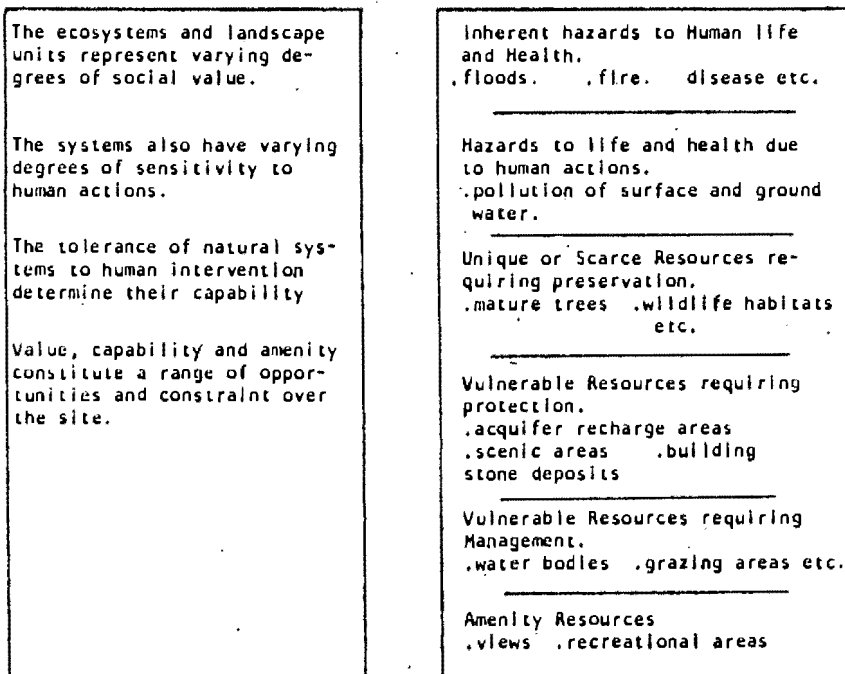 The ecosystems and landscape
units represent varying de-
grees of social value.
The systems also have varying
degrees of sensitivity to
human actions.
The tolerance of natural sys-
tems to human intervention
determine their capability
Value, capability and amenity
constitute a range of oppor-
tunities and constraint over
the site.
Inherent hazards to Human life
and Health.
.floods. .fire. disease etc.
Hazards to life and health due
to human actions.
.pollution of surface and ground
water.
Unique or Scarce Resources re-
quiring preservation.
.mature trees .wildlife habitats
etc.
Vulnerable Resources requiring
protection.
.acquifer recharge areas
.scenic areas .building
stone deposits
Vulnerable Resources requiring
Management.
.water bodies .grazing areas etc.
Amenity Resources
.views .recreational areas